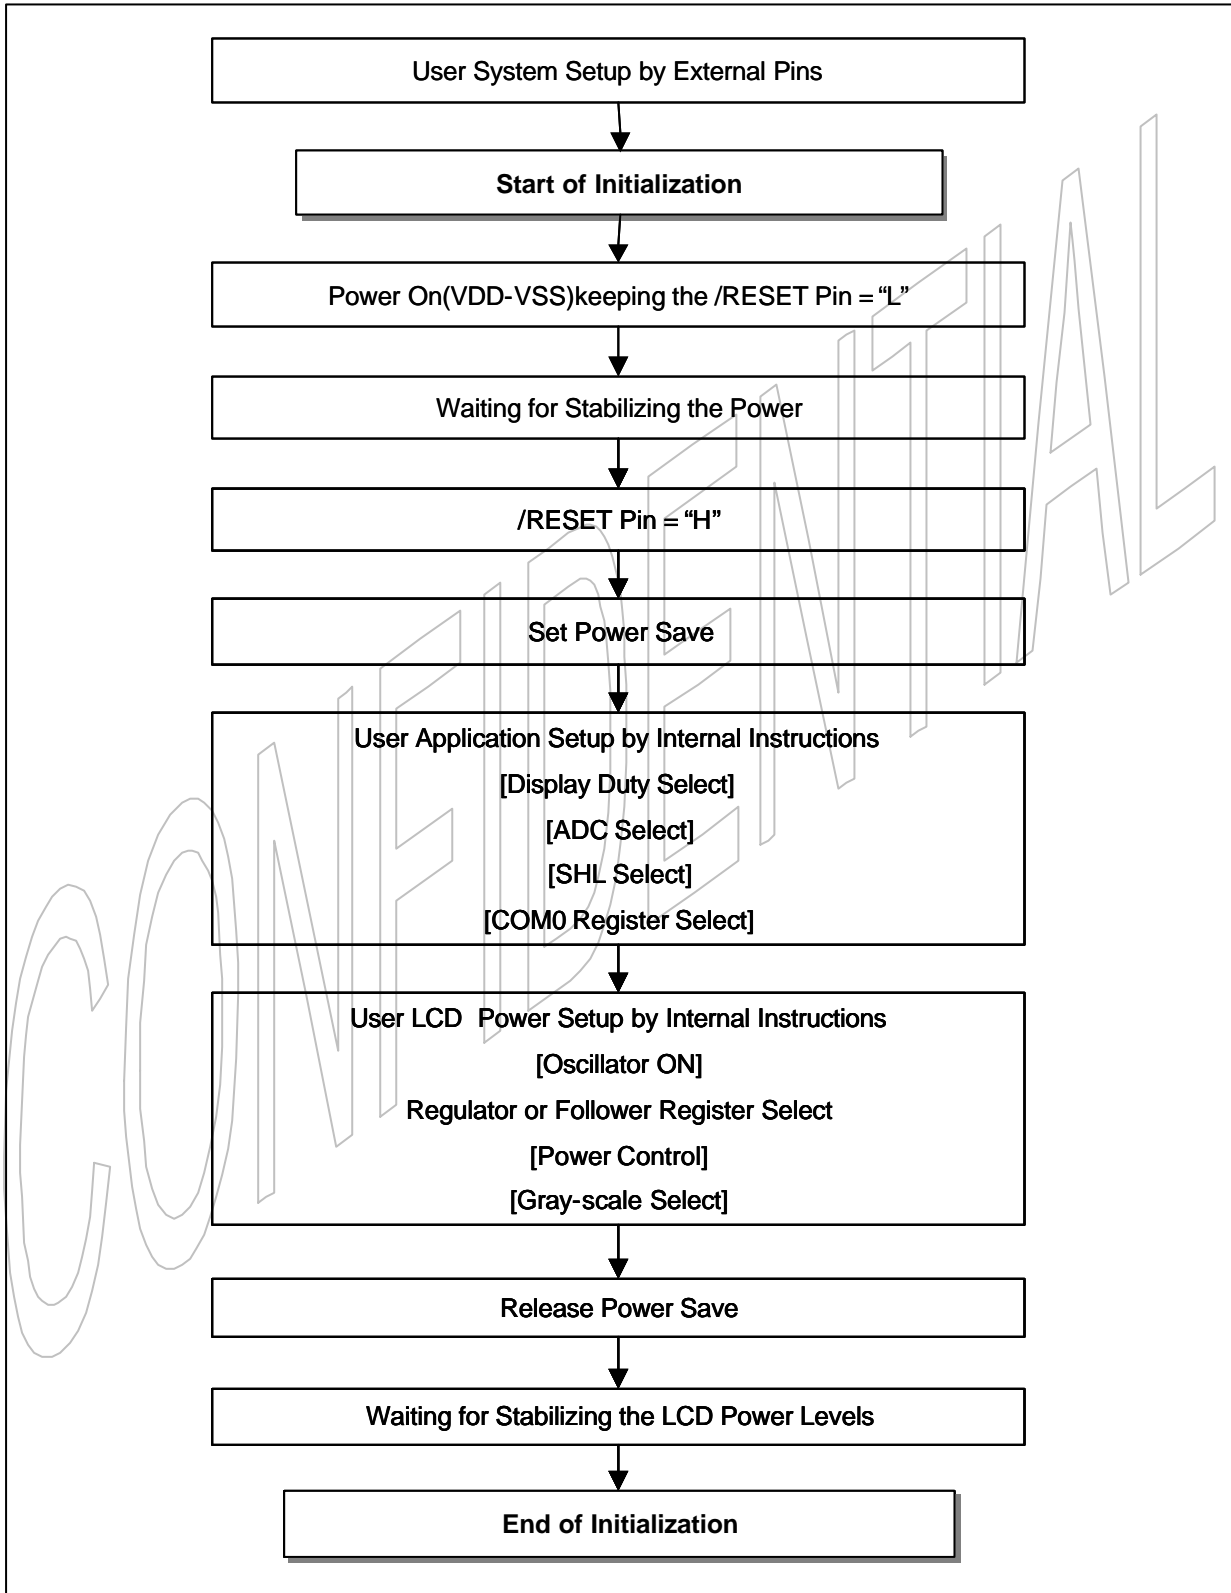 User System Setup by External Pins
Start of Initialization
Power On(VDD-VSS)keeping the /RESET Pin = “L”
Waiting for Stabilizing the Power
/RESET Pin = “H”
Set Power Save
User Application Setup by Internal Instructions
[Display Duty Select]
[ADC Select]
[SHL Select]
[COM0 Register Select]
User LCD  Power Setup by Internal Instructions
[Oscillator ON]
Regulator or Follower Register Select
[Power Control]
[Gray-scale Select]
Release Power Save
Waiting for Stabilizing the LCD Power Levels
End of Initialization
CONFIDENTIAL